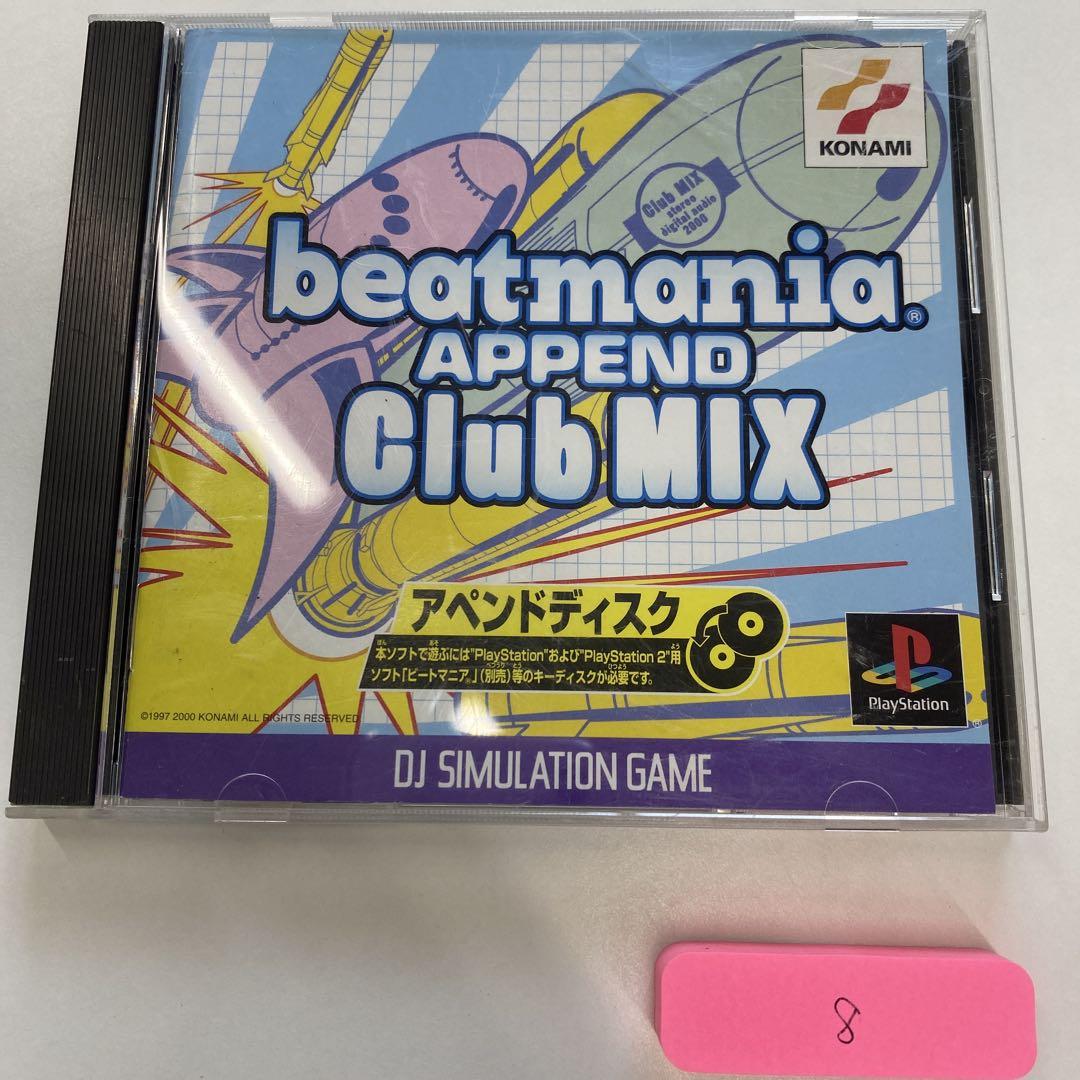 KONAMI
Club MIX
stereo
digital audio
2000
beatmania®
APPEND
Club MIX
アペンドディスク
本ソフトで遊ぶには"PlayStation"および"PlayStation 2"用
ソフト「ビートマニア」(別売)等のキーディスクが必要です。
PlayStation
©1997 2000 KONAMI ALL RIGHTS RESERVED
DJ SIMULATION GAME
8